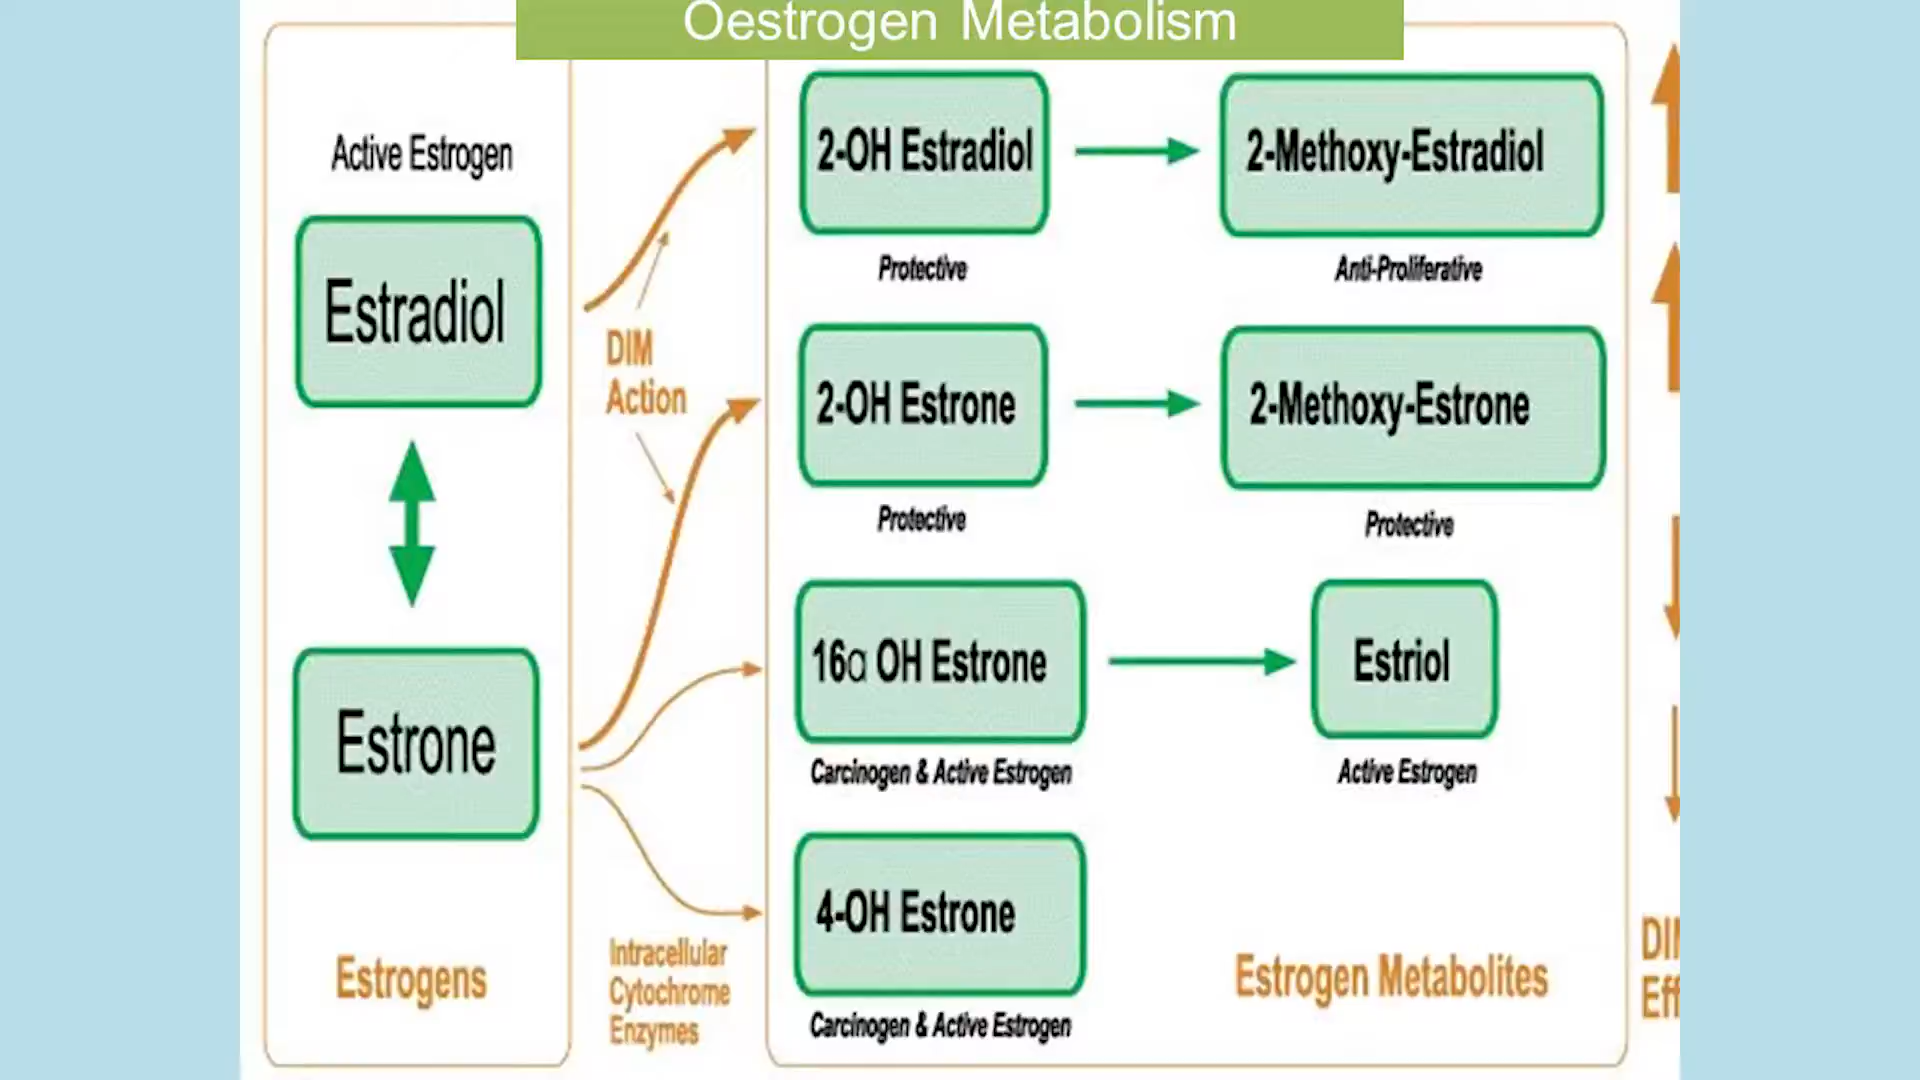 Oestrogen Metabolism
Active Estrogen
Estradiol
Estrone
Estrogens
DIM
Action
Intracellular
Cytochrome
Enzymes
2-OH Estradiol
Protective
2-Methoxy-Estradiol
Anti-Proliferative
2-OH Estrone
Protective
2-Methoxy-Estrone
Protective
16α OH Estrone
Carcinogen & Active Estrogen
Estriol
Active Estrogen
4-OH Estrone
Carcinogen & Active Estrogen
Estrogen Metabolites